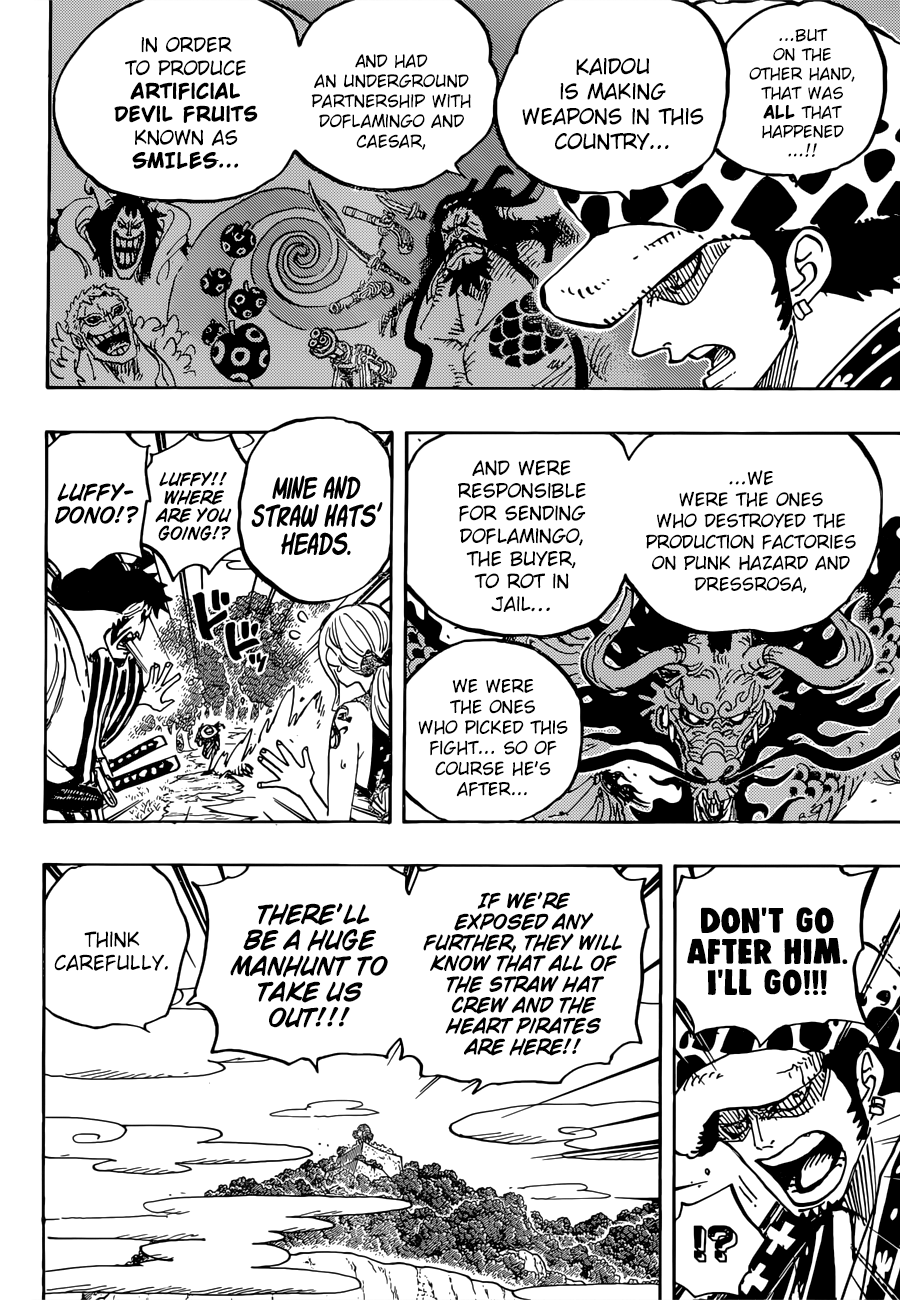 ...BUT
ON THE
OTHER HAND,
THAT WAS
ALL THAT
HAPPENED
...!!
KAIDOU
IS MAKING
WEAPONS IN THIS
COUNTRY...
AND HAD
AN UNDERGROUND
PARTNERSHIP WITH
DOFLAMINGO AND
CAESAR,
IN ORDER
TO PRODUCE
ARTIFICIAL
DEVIL FRUITS
KNOWN AS
SMILES...
...WE
WERE THE ONES
WHO DESTROYED THE
PRODUCTION FACTORIES
ON PUNK HAZARD AND
DRESSROSA,
AND WERE
RESPONSIBLE
FOR SENDING
DOFLAMINGO,
THE BUYER,
TO ROT IN
JAIL...
WE WERE
THE ONES
WHO PICKED THIS
FIGHT... SO OF
COURSE HE'S
AFTER...
MINE AND
STRAW HATS'
HEADS.
LUFFY!!
WHERE
ARE YOU
GOING!?
LUFFY-
DONO!?
ドドド
DON'T GO
AFTER HIM.
I'LL GO!!!
!?
IF WE'RE
EXPOSED ANY
FURTHER, THEY WILL
KNOW THAT ALL OF
THE STRAW HAT
CREW AND THE
HEART PIRATES
ARE HERE!!
THERE'LL
BE A HUGE
MANHUNT TO
TAKE US
OUT!!!
THINK
CAREFULLY.